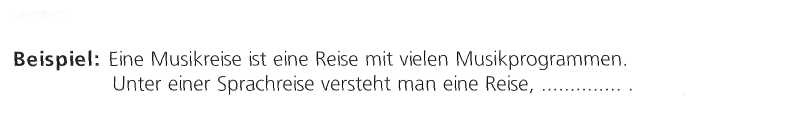 Beispiel: Eine Musikreise ist eine Reise mit vielen Musikprogrammen.
Unter einer Sprachreise versteht man eine Reise, .............. .